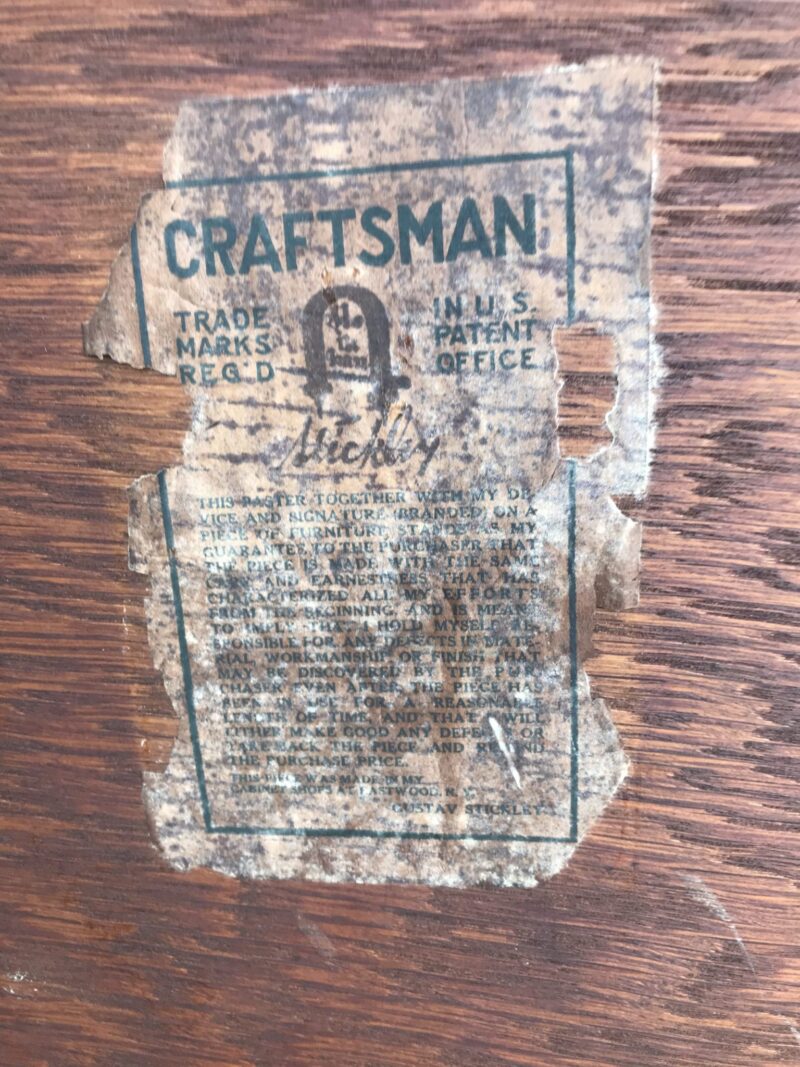 CRAFTSMAN
TRADE IN U. S.
MARKS PATENT
REG'D OFFICE
Als
Ik
Kan
Stickley
THIS PASTER TOGETHER WITH MY DE-
VICE AND SIGNATURE (BRANDED) ON A
PIECE OF FURNITURE, STANDS AS MY
GUARANTEE TO THE PURCHASER THAT
THE PIECE IS MADE WITH THE SAME
CARE AND EARNESTNESS THAT HAS
CHARACTERIZED ALL MY EFFORTS
FROM THE BEGINNING, AND IS MEANT
TO IMPLY THAT I HOLD MYSELF RE-
SPONSIBLE FOR ANY DEFECTS IN MATE-
RIAL, WORKMANSHIP OR FINISH THAT
MAY BE DISCOVERED BY THE PUR-
CHASER EVEN AFTER THE PIECE HAS
BEEN IN USE FOR A REASONABLE
LENGTH OF TIME, AND THAT I WILL
EITHER MAKE GOOD ANY DEFECTS OR
TAKE BACK THE PIECE AND REFUND
THE PURCHASE PRICE.
THIS PIECE WAS MADE IN MY
CABINET SHOPS AT EASTWOOD, N. Y.
GUSTAV STICKLEY